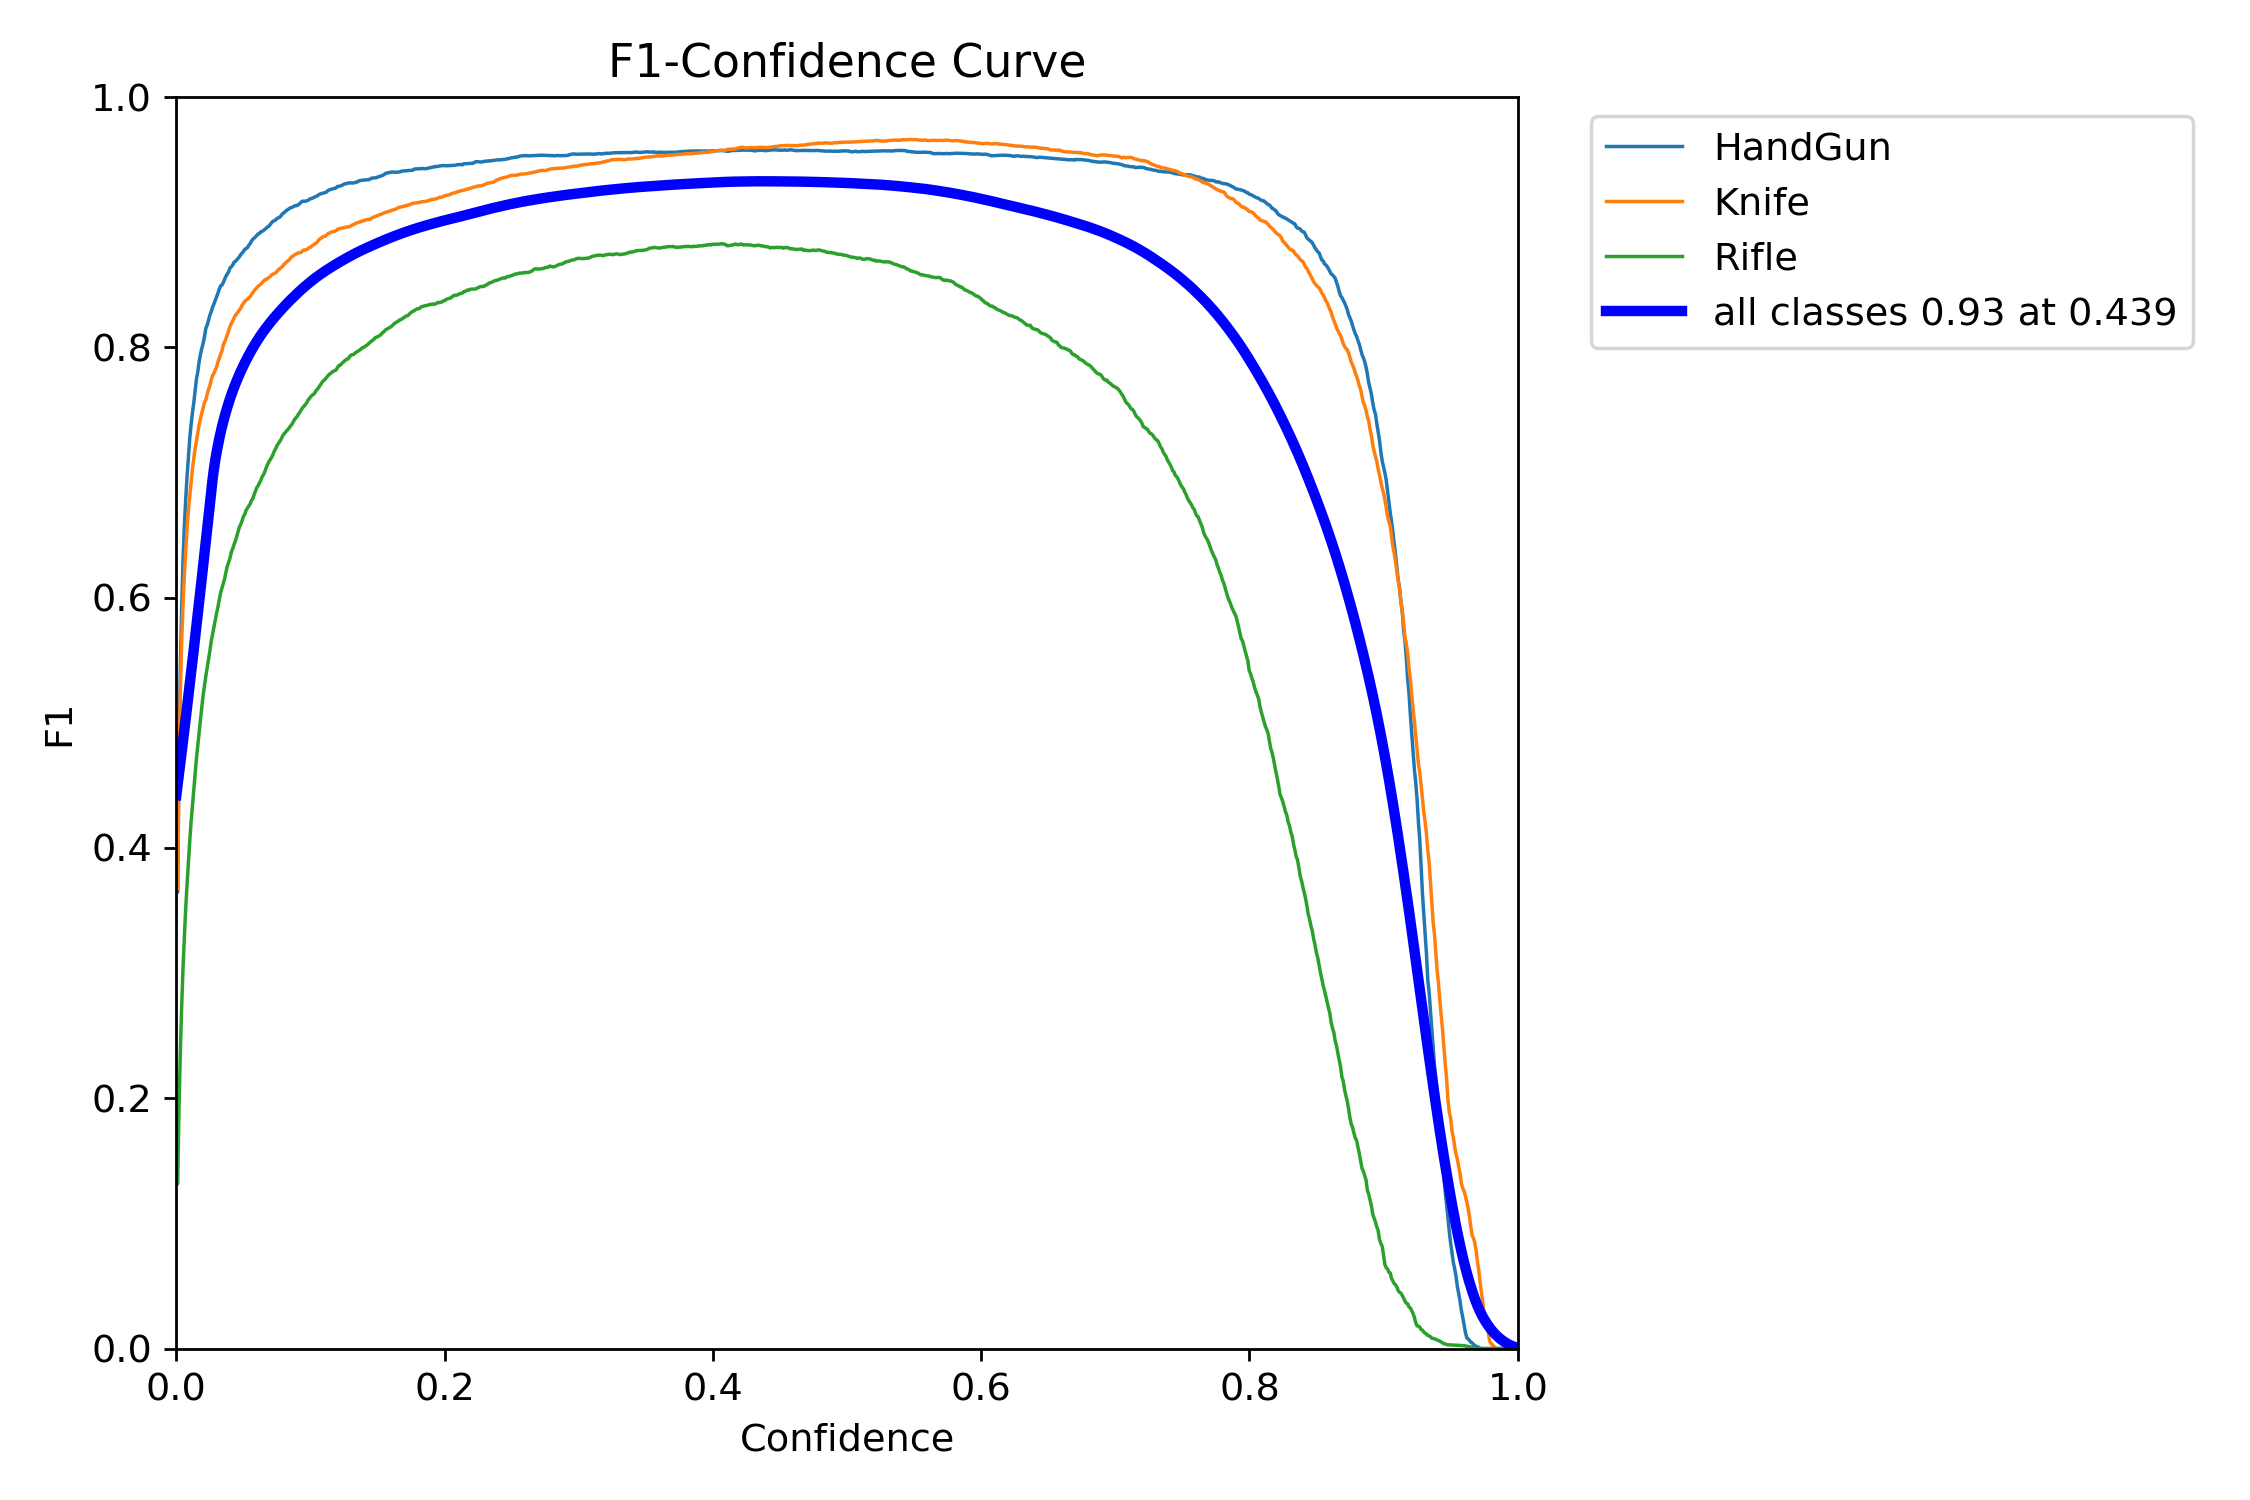 F1-Confidence Curve
1.0
0.8
0.6
0.4
0.2
0.0
F1
0.0 0.2 0.4 0.6 0.8 1.0
Confidence
HandGun
Knife
Rifle
all classes 0.93 at 0.439